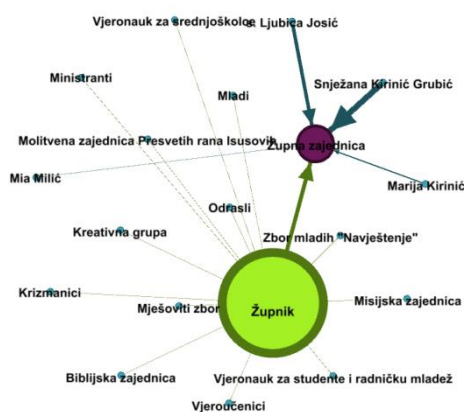 Vjeronauk za srednjoškolce
s. Ljubica Josić
Ministranti
Snježana Kirinić Grubić
Mladi
Molitvena zajednica Presvetih rana Isusovih
Župna zajednica
Mia Milić
Marija Kirinić
Odrasli
Kreativna grupa
Zbor mladih "Navještenje"
Krizmanici
Misijska zajednica
Mješoviti zbor
Župnik
Biblijska zajednica
Vjeronauk za studente i radničku mladež
Vjeroučenici